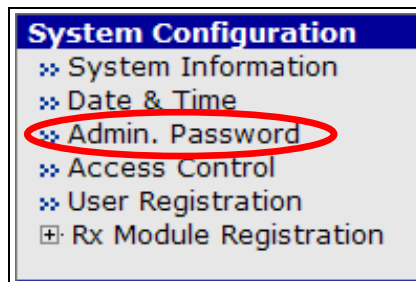 System Configuration
» System Information
» Date & Time
» Admin. Password
» Access Control
» User Registration
Rx Module Registration